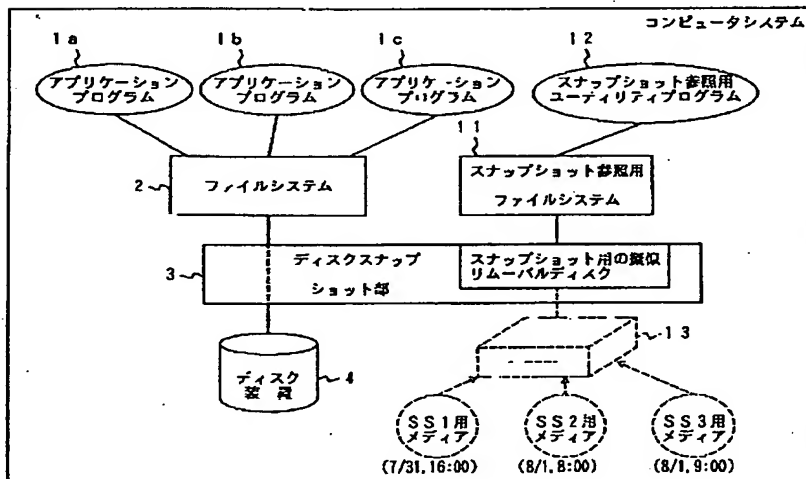 コンピュータシステム
1a
1b
1c
12
アプリケーション
プログラム
アプリケーション
プログラム
アプリケーション
プログラム
スナップショット参照用
ユーティリティプログラム
11
2
ファイルシステム
スナップショット参照用
ファイルシステム
3
ディスクスナップ
ショット部
スナップショット用の擬似
リムーバルディスク
13
ディスク
装置
4
SS1用
メディア
SS2用
メディア
SS3用
メディア
(7/31,16:00)
(8/1,8:00)
(8/1,9:00)